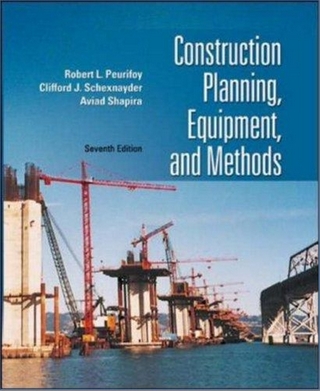 Robert L. Peurifoy
Clifford J. Schexnayder
Aviad Shapira
Seventh Edition
Construction
Planning,
Equipment,
and Methods